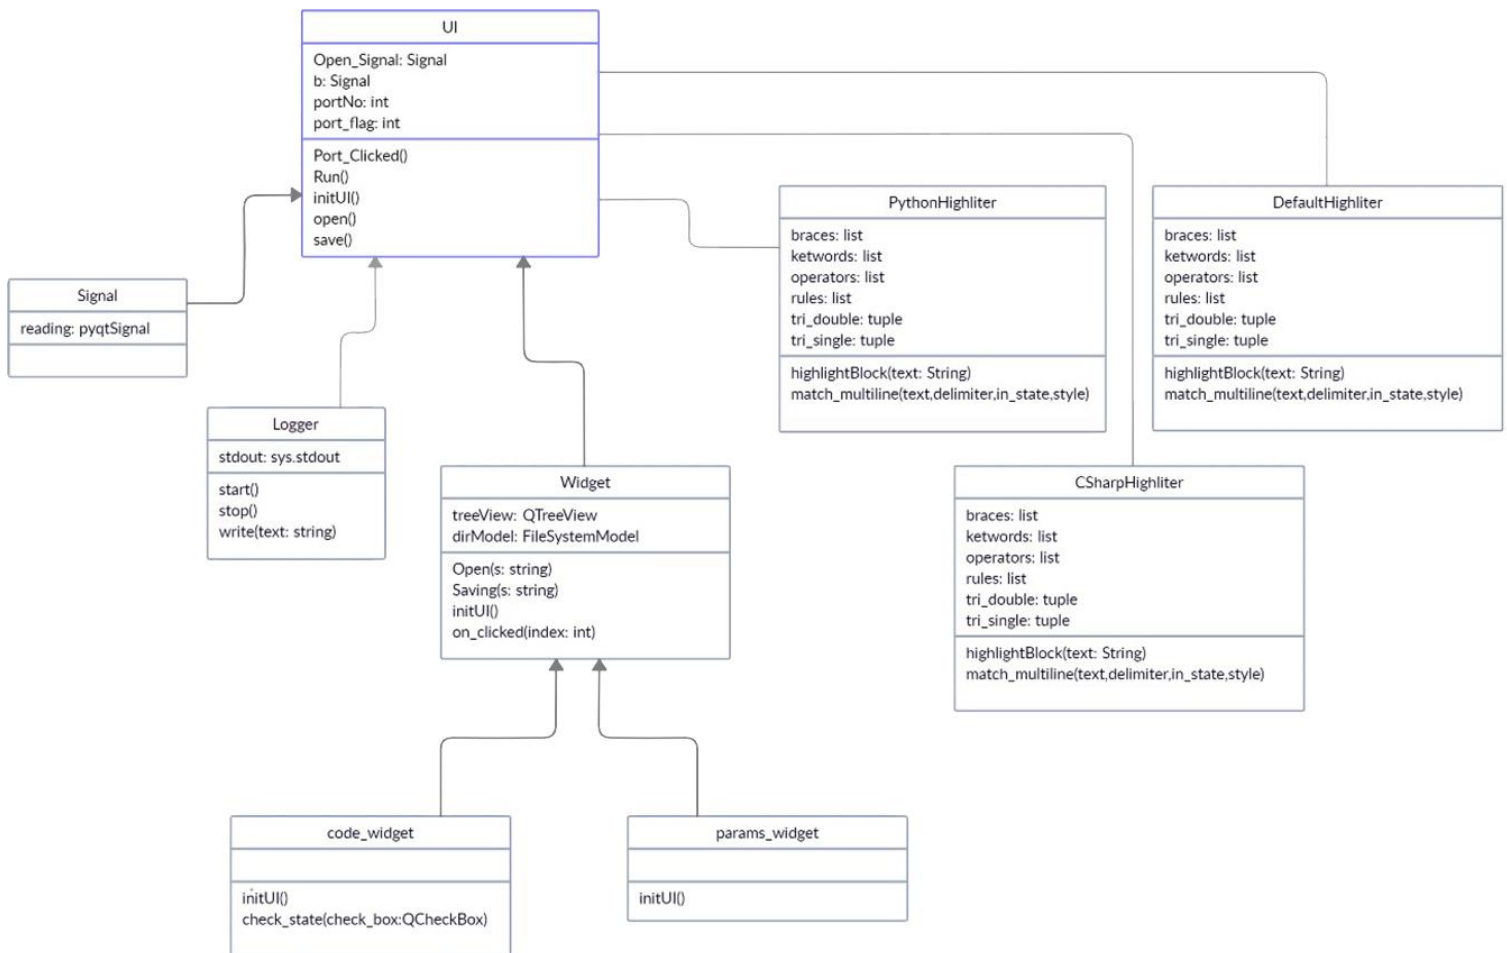 UI
Open_Signal: Signal
b: Signal
portNo: int
port_flag: int
Port_Clicked()
Run()
initUI()
open()
save()
PythonHighliter
braces: list
ketwords: list
operators: list
rules: list
tri_double: tuple
tri_single: tuple
highlightBlock(text: String)
match_multiline(text,delimiter,in_state,style)
DefaultHighliter
braces: list
ketwords: list
operators: list
rules: list
tri_double: tuple
tri_single: tuple
highlightBlock(text: String)
match_multiline(text,delimiter,in_state,style)
Signal
reading: pyqtSignal
Logger
stdout: sys.stdout
start()
stop()
write(text: string)
Widget
treeView: QTreeView
dirModel: FileSystemModel
Open(s: string)
Saving(s: string)
initUI()
on_clicked(index: int)
CSharpHighliter
braces: list
ketwords: list
operators: list
rules: list
tri_double: tuple
tri_single: tuple
highlightBlock(text: String)
match_multiline(text,delimiter,in_state,style)
code_widget
initUI()
check_state(check_box:QCheckBox)
params_widget
initUI()